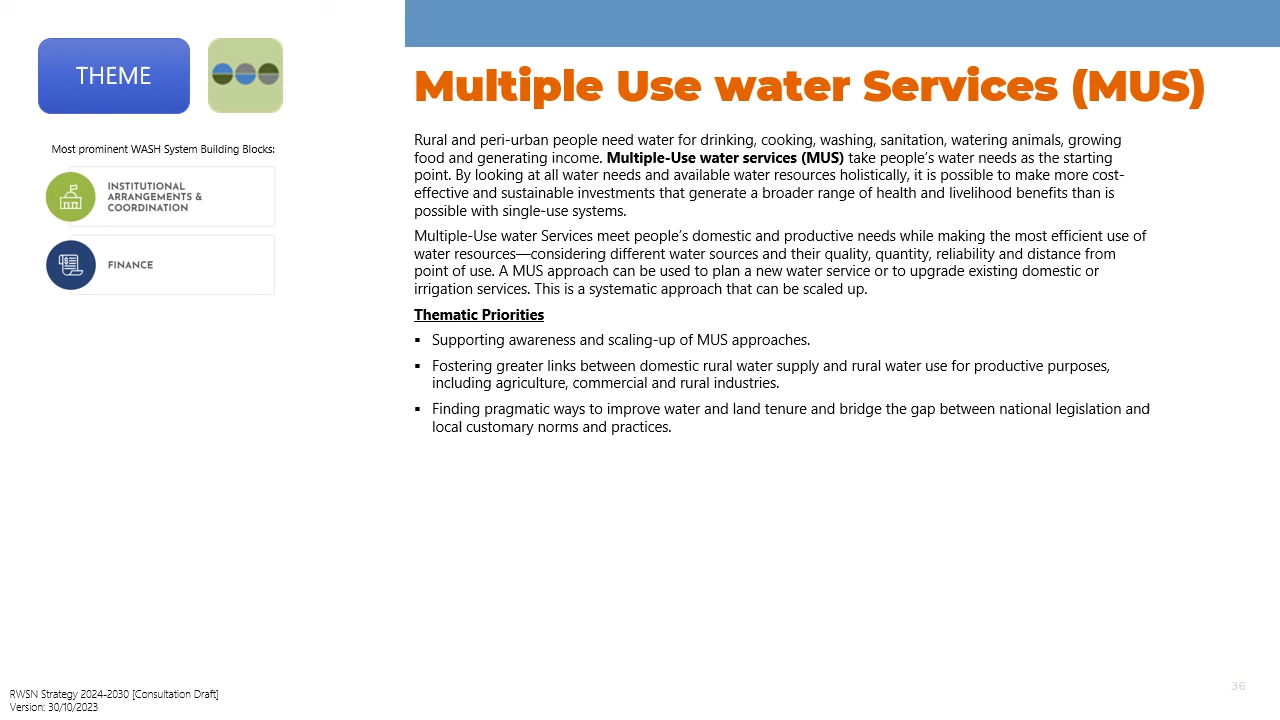 THEME
Most prominent WASH System Building Blocks:
INSTITUTIONAL
ARRANGEMENTS &
COORDINATION
FINANCE
Multiple Use water Services (MUS)
Rural and peri-urban people need water for drinking, cooking, washing, sanitation, watering animals, growing
food and generating income. Multiple-Use water services (MUS) take people’s water needs as the starting
point. By looking at all water needs and available water resources holistically, it is possible to make more cost-
effective and sustainable investments that generate a broader range of health and livelihood benefits than is
possible with single-use systems.
Multiple-Use water Services meet people’s domestic and productive needs while making the most efficient use of
water resources—considering different water sources and their quality, quantity, reliability and distance from
point of use. A MUS approach can be used to plan a new water service or to upgrade existing domestic or
irrigation services. This is a systematic approach that can be scaled up.
Thematic Priorities
▪ Supporting awareness and scaling-up of MUS approaches.
▪ Fostering greater links between domestic rural water supply and rural water use for productive purposes,
including agriculture, commercial and rural industries.
▪ Finding pragmatic ways to improve water and land tenure and bridge the gap between national legislation and
local customary norms and practices.
RWSN Strategy 2024-2030 [Consultation Draft]
Version: 30/10/2023
36